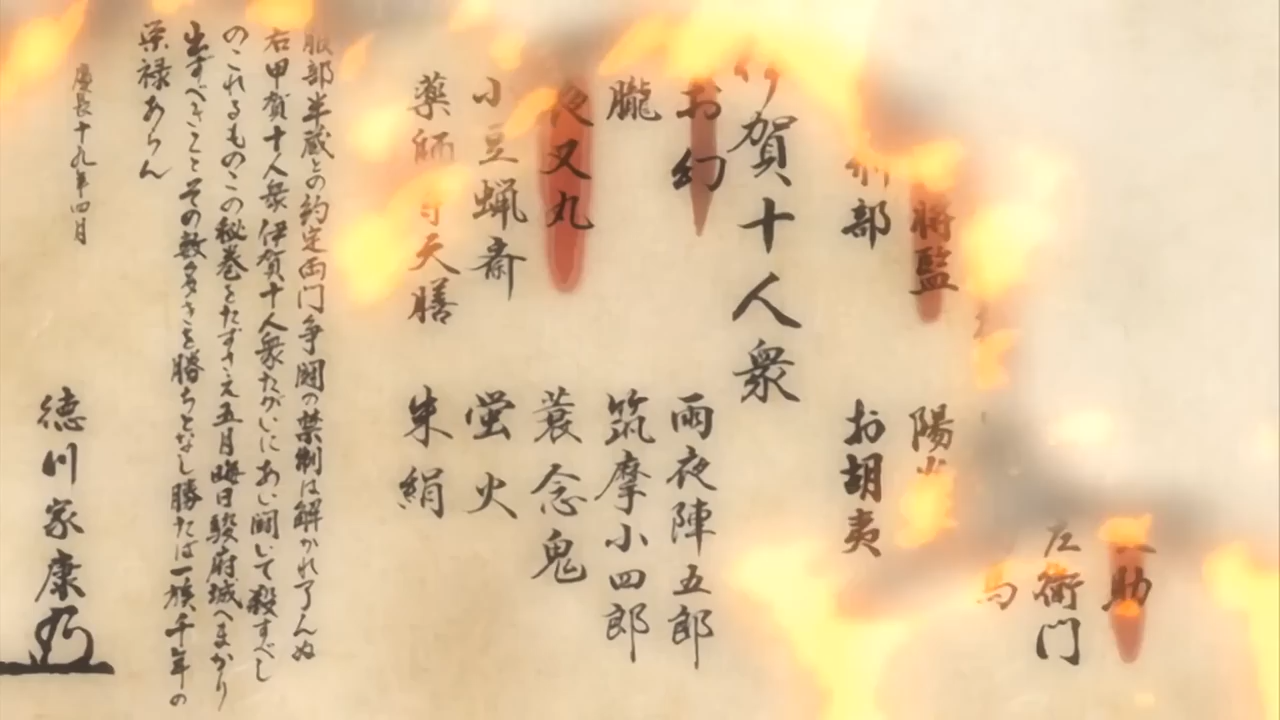 助
左衛門
将監
陽
刑部
お胡夷
伊賀十人衆
お幻
雨夜陣五郎
朧
筑摩小四郎
夜叉丸
蓑念鬼
小豆蝋斎
蛍火
薬師寺天膳
朱絹
服部半蔵との約定両門争闘の禁制は解かれ了んぬ
右甲賀十人衆伊賀十人衆たがいにあい闘いて殺すべし
のこれるものこの秘巻をたずさえ五月晦日駿府城へまかり
出ずべきことその数多きを勝ちとなし勝たば一族千年の
栄禄あらん
慶長十九年四月
徳川家康